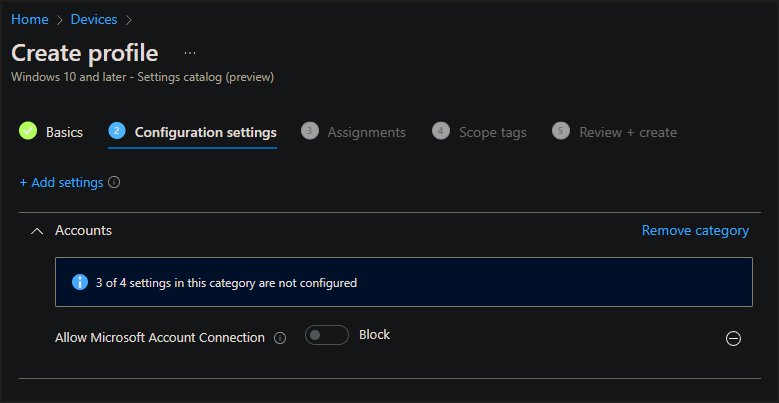 Home > Devices >
Create profile ...
Windows 10 and later - Settings catalog (preview)
Basics 2 Configuration settings 3 Assignments 4 Scope tags 5 Review + create
+ Add settings
Accounts Remove category
3 of 4 settings in this category are not configured
Allow Microsoft Account Connection Block